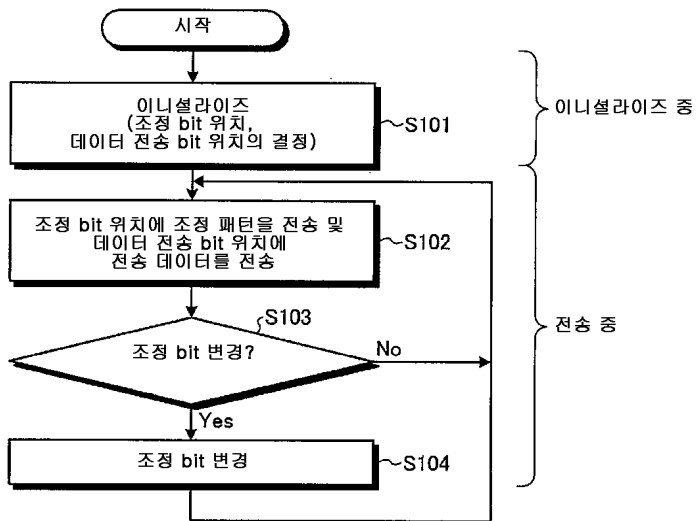 시작
이니셜라이즈
(조정 bit 위치,
데이터 전송 bit 위치의 결정)
S101
이니셜라이즈 중
조정 bit 위치에 조정 패턴을 전송 및
데이터 전송 bit 위치에
전송 데이터를 전송
S102
S103
조정 bit 변경?
No
전송 중
Yes
조정 bit 변경
S104